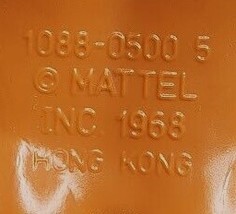 1088-0500 5
© MATTEL
INC. 1968
HONG KONG